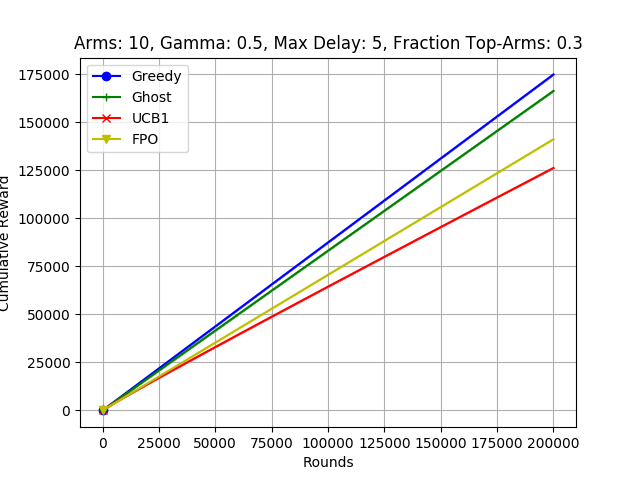 Arms: 10, Gamma: 0.5, Max Delay: 5, Fraction Top-Arms: 0.3
Greedy
Ghost
UCB1
FPO
175000
150000
125000
100000
75000
50000
25000
0
Cumulative Reward
0 25000 50000 75000 100000 125000 150000 175000 200000
Rounds